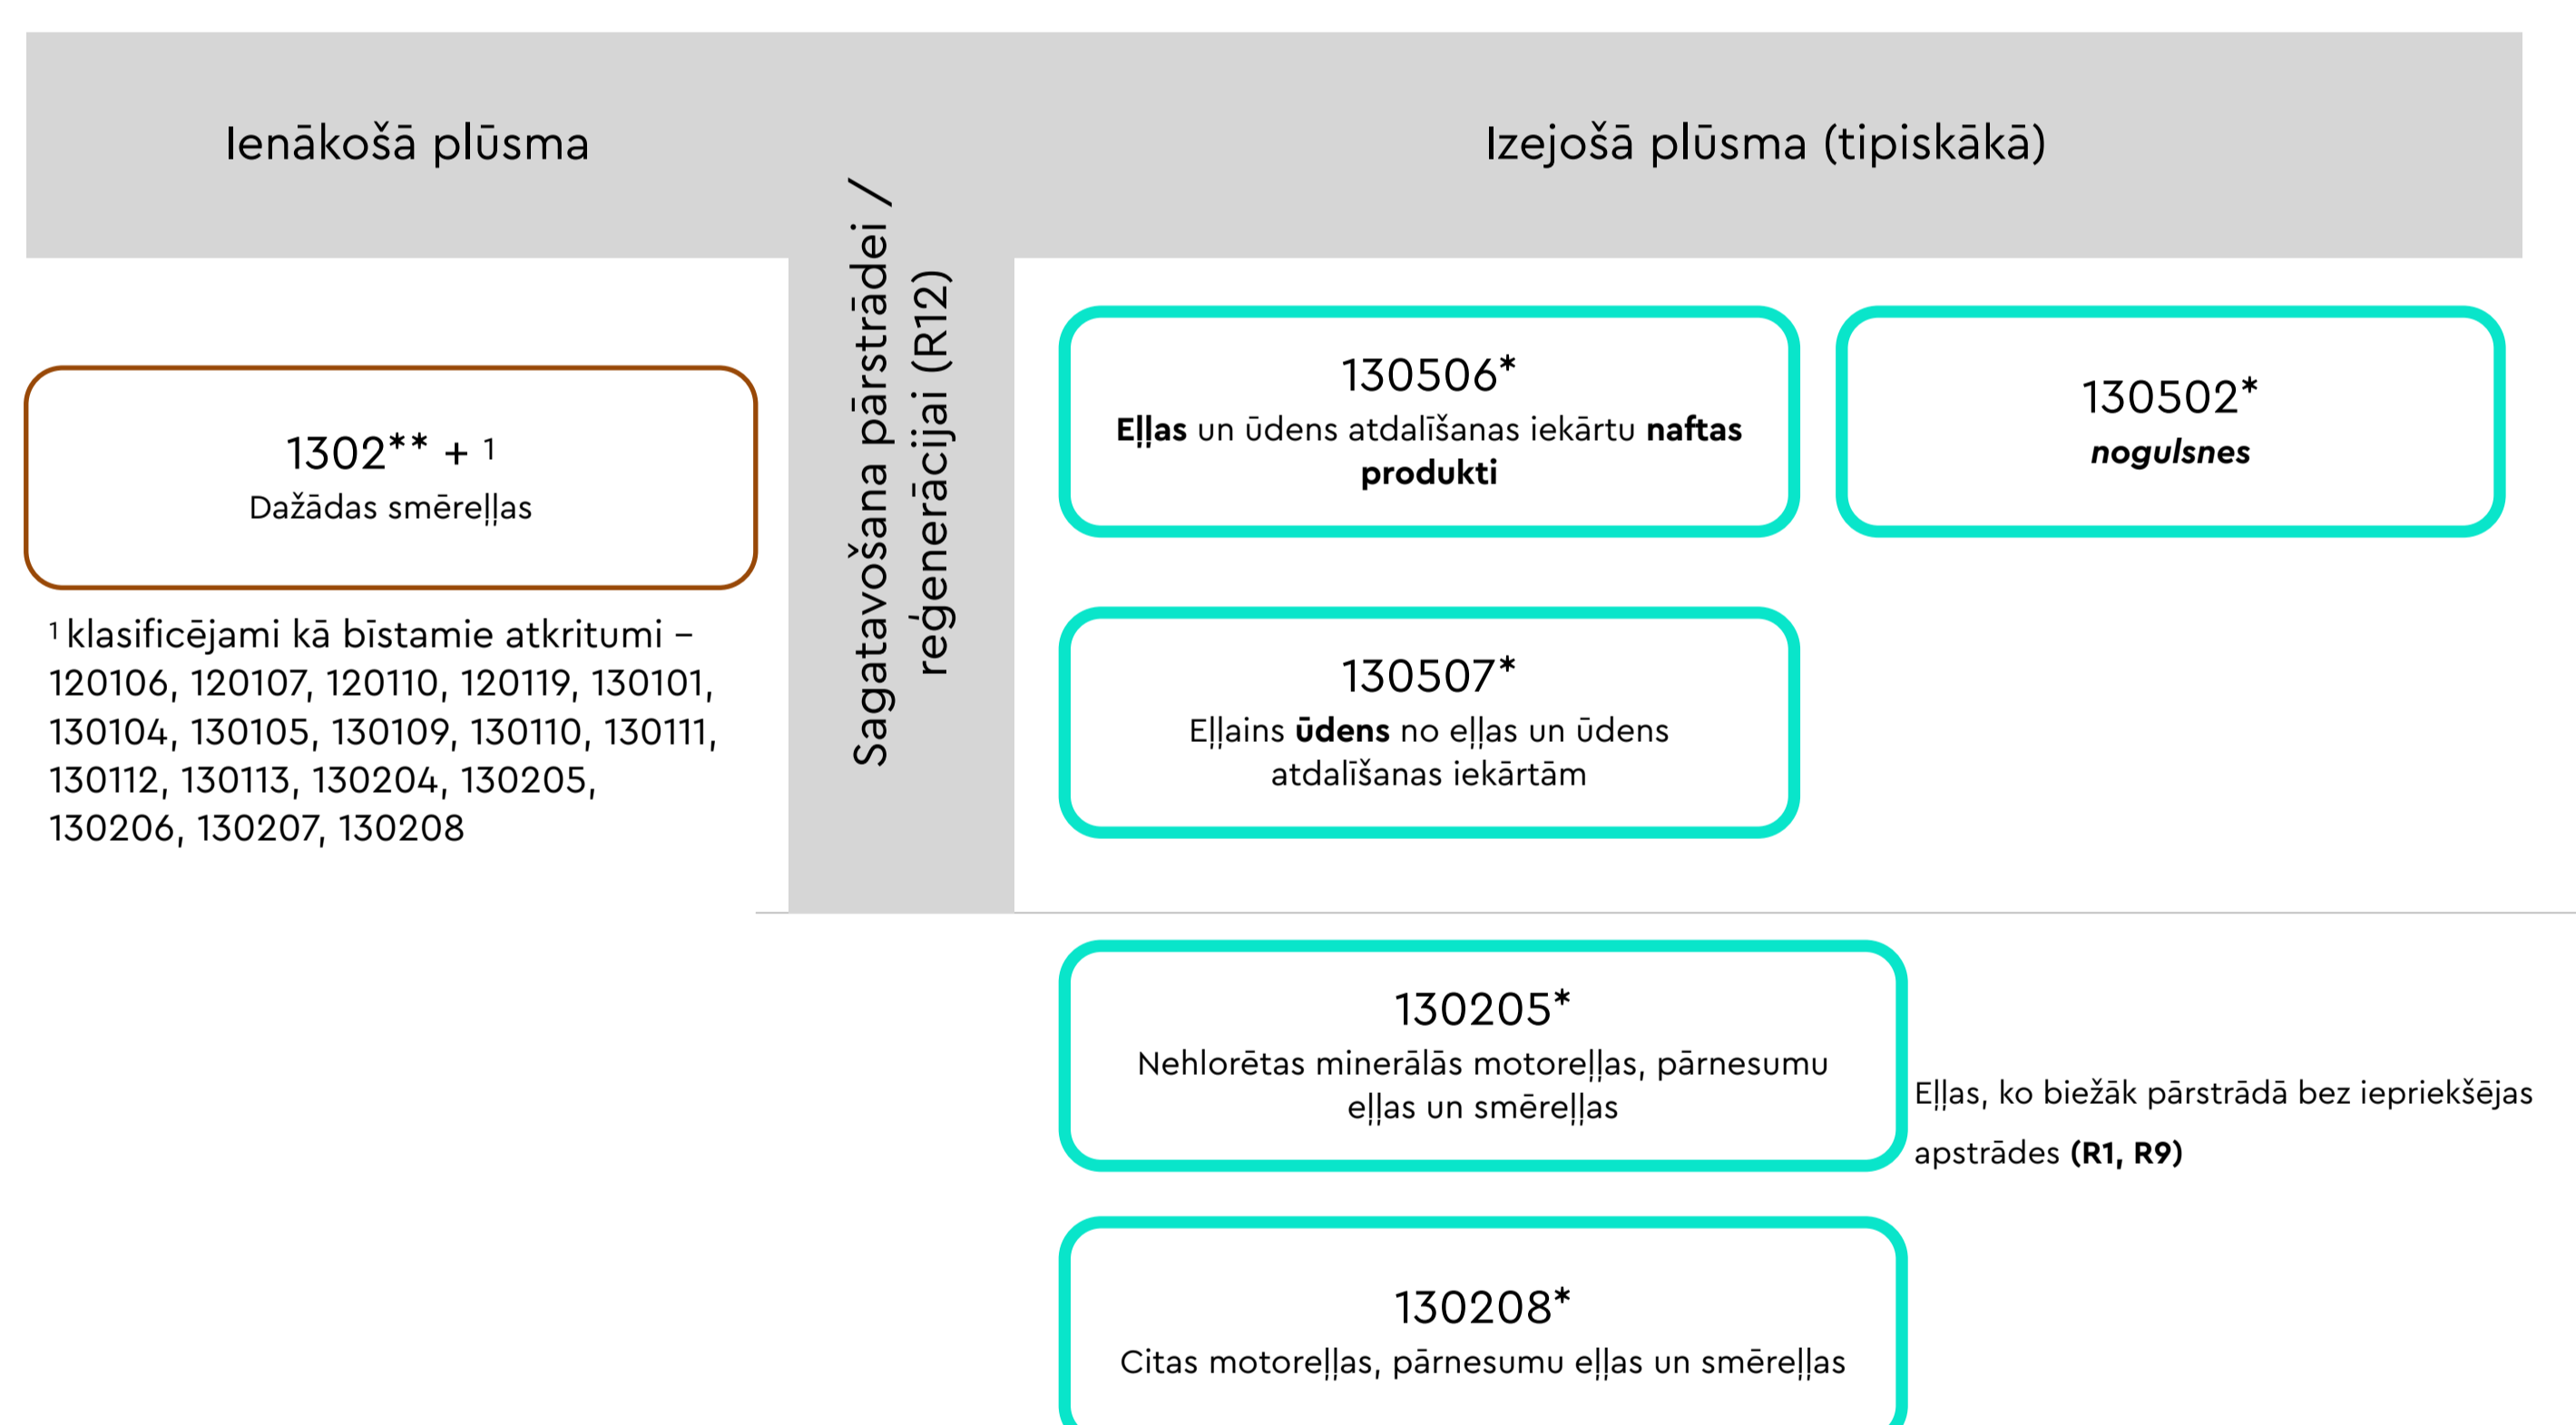 Ienākošā plūsma
Sagatavošana pārstrādei /
reģenerācijai (R12)
Izejošā plūsma (tipiskākā)
1302** + ¹
Dažādas smēreļļas
¹ klasificējami kā bīstamie atkritumi –
120106, 120107, 120110, 120119, 130101,
130104, 130105, 130109, 130110, 130111,
130112, 130113, 130204, 130205,
130206, 130207, 130208
130506*
Eļļas un ūdens atdalīšanas iekārtu naftas
produkti
130502*
nogulsnes
130507*
Eļļains ūdens no eļļas un ūdens
atdalīšanas iekārtām
130205*
Nehlorētas minerālās motoreļļas, pārnesumu
eļļas un smēreļļas
Eļļas, ko biežāk pārstrādā bez iepriekšējas
apstrādes (R1, R9)
130208*
Citas motoreļļas, pārnesumu eļļas un smēreļļas